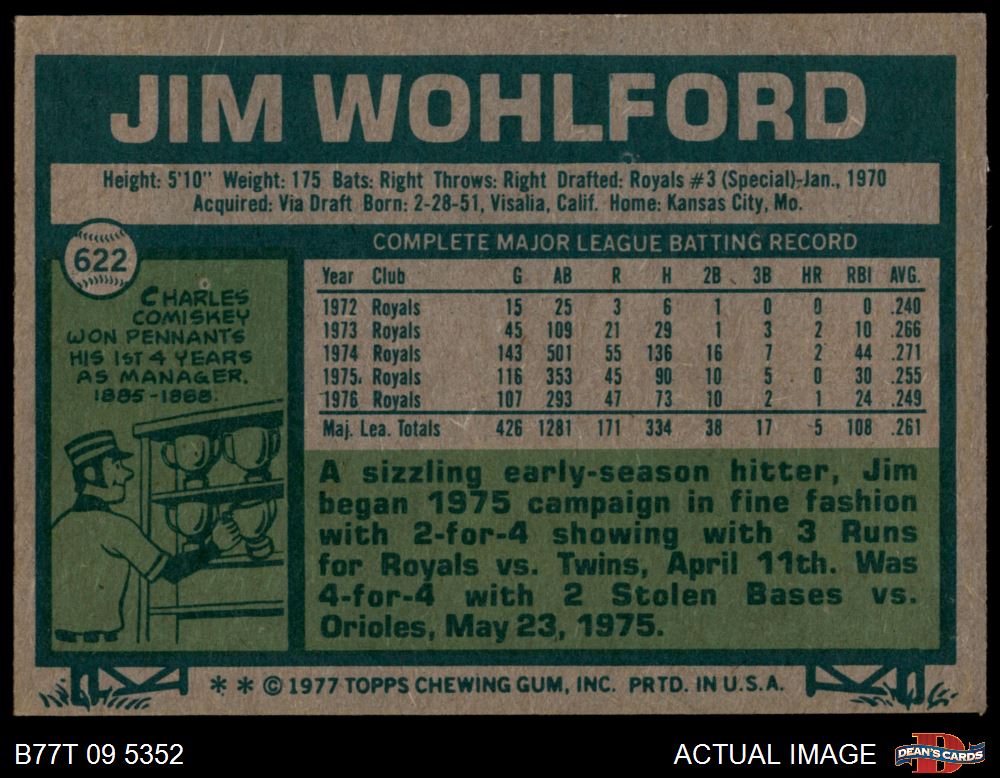 JIM WOHLFORD
Height: 5'10" Weight: 175 Bats: Right Throws: Right Drafted: Royals #3 (Special)-Jan., 1970
Acquired: Via Draft Born: 2-28-51, Visalia, Calif. Home: Kansas City, Mo.
622
CHARLES
COMISKEY
WON PENNANTS
HIS 1ST 4 YEARS
AS MANAGER.
1885-1888.
COMPLETE MAJOR LEAGUE BATTING RECORD
Year Club G AB R H 2B 3B HR RBI AVG.
1972 Royals 15 25 3 6 1 0 0 0 .240
1973 Royals 45 109 21 29 1 3 2 10 .266
1974 Royals 143 501 55 136 16 7 2 44 .271
1975 Royals 116 353 45 90 10 5 0 30 .255
1976 Royals 107 293 47 73 10 2 1 24 .249
Maj. Lea. Totals 426 1281 171 334 38 17 5 108 .261
A sizzling early-season hitter, Jim
began 1975 campaign in fine fashion
with 2-for-4 showing with 3 Runs
for Royals vs. Twins, April 11th. Was
4-for-4 with 2 Stolen Bases vs.
Orioles, May 23, 1975.
* * © 1977 TOPPS CHEWING GUM, INC. PRTD. IN U.S.A.
B77T 09 5352
ACTUAL IMAGE
DEAN'S CARDS